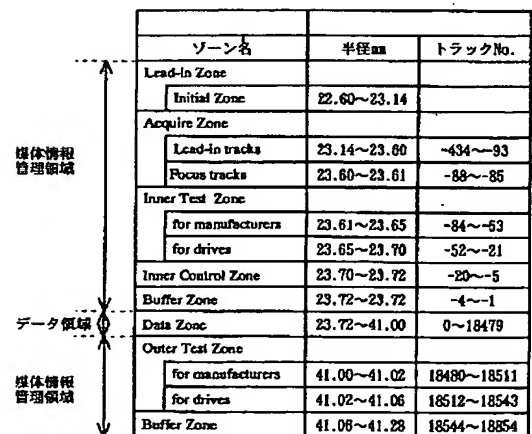 ゾーン名 半径mm トラックNo.
Lead-in Zone
Initial Zone 22.60～23.14
Acquire Zone
Lead-in tracks 23.14～23.60 -434～-93
Focus tracks 23.60～23.61 -88～-85
Inner Test Zone
for manufacturers 23.61～23.65 -84～-53
for drives 23.65～23.70 -52～-21
Inner Control Zone 23.70～23.72 -20～-5
Buffer Zone 23.72～23.72 -4～-1
Data Zone 23.72～41.00 0～18479
Outer Test Zone
for manufacturers 41.00～41.02 18480～18511
for drives 41.02～41.06 18512～18543
Buffer Zone 41.06～41.28 18544～18854
媒体情報
管理領域
データ領域
媒体情報
管理領域